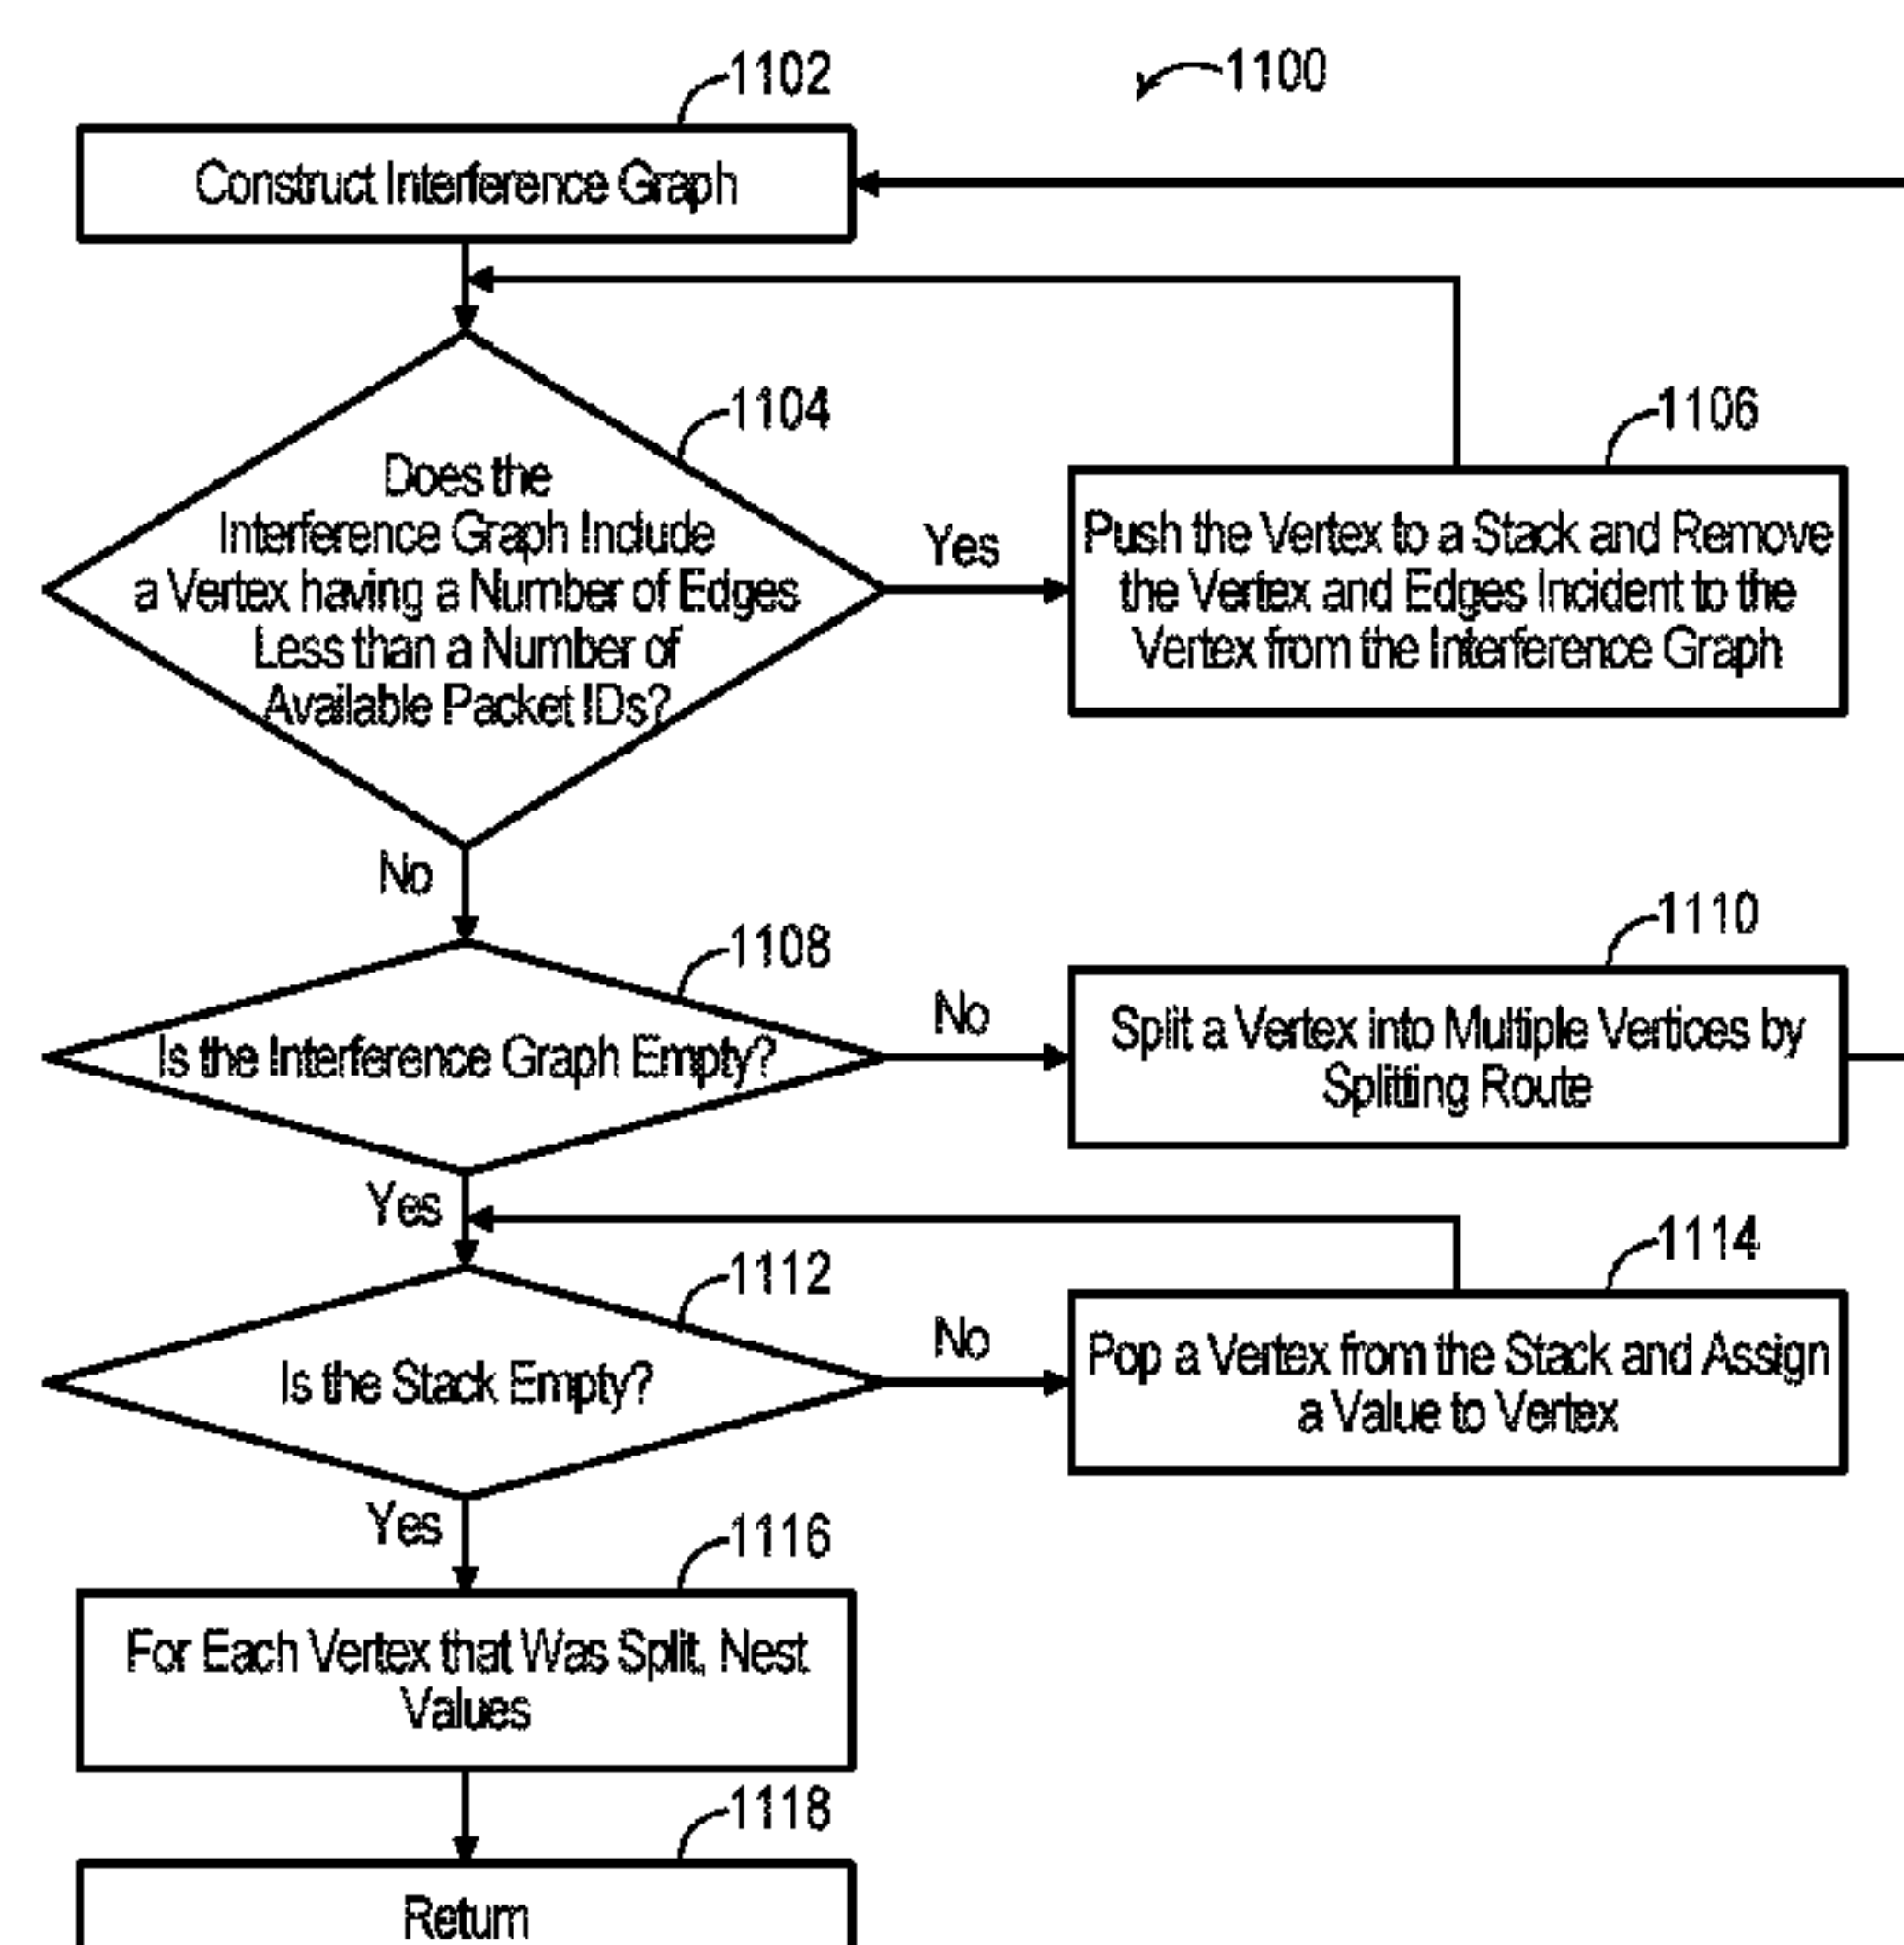 1102
1100
Construct Interference Graph
1104
Does the
Interference Graph Include
a Vertex having a Number of Edges
Less than a Number of
Available Packet IDs?
Yes
1106
Push the Vertex to a Stack and Remove
the Vertex and Edges Incident to the
Vertex from the Interference Graph
No
1108
Is the Interference Graph Empty?
No
1110
Split a Vertex into Multiple Vertices by
Splitting Route
Yes
1112
Is the Stack Empty?
No
1114
Pop a Vertex from the Stack and Assign
a Value to Vertex
Yes
1116
For Each Vertex that Was Split, Nest
Values
1118
Return